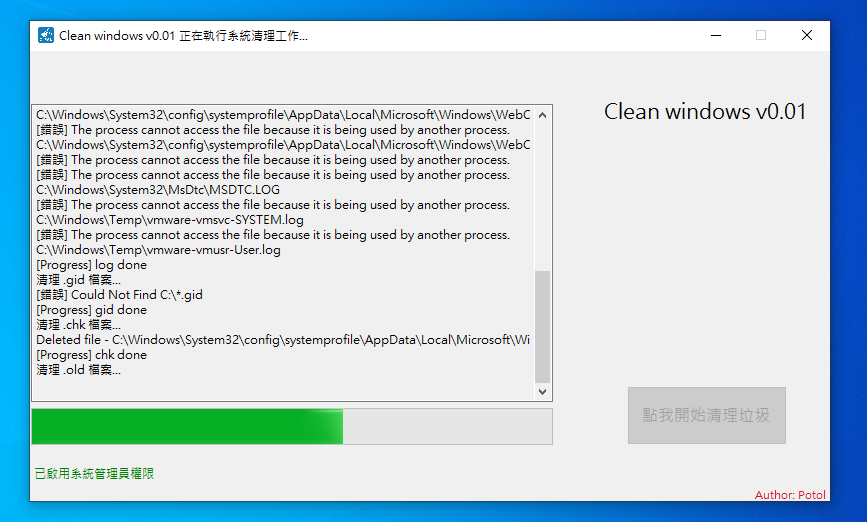 Clean windows v0.01 正在執行系統清理工作...
Clean windows v0.01
C:\Windows\System32\config\systemprofile\AppData\Local\Microsoft\Windows\WebC
[錯誤] The process cannot access the file because it is being used by another process.
C:\Windows\System32\config\systemprofile\AppData\Local\Microsoft\Windows\WebC
[錯誤] The process cannot access the file because it is being used by another process.
[錯誤] The process cannot access the file because it is being used by another process.
C:\Windows\System32\MsDtc\MSDTC.LOG
[錯誤] The process cannot access the file because it is being used by another process.
C:\Windows\Temp\vmware-vmsvc-SYSTEM.log
[錯誤] The process cannot access the file because it is being used by another process.
C:\Windows\Temp\vmware-vmusr-User.log
[Progress] log done
清理 .gid 檔案...
[錯誤] Could Not Find C:\*.gid
[Progress] gid done
清理 .chk 檔案...
Deleted file - C:\Windows\System32\config\systemprofile\AppData\Local\Microsoft\Wi
[Progress] chk done
清理 .old 檔案...
點我開始清理垃圾
已啟用系統管理員權限
Author: Potol